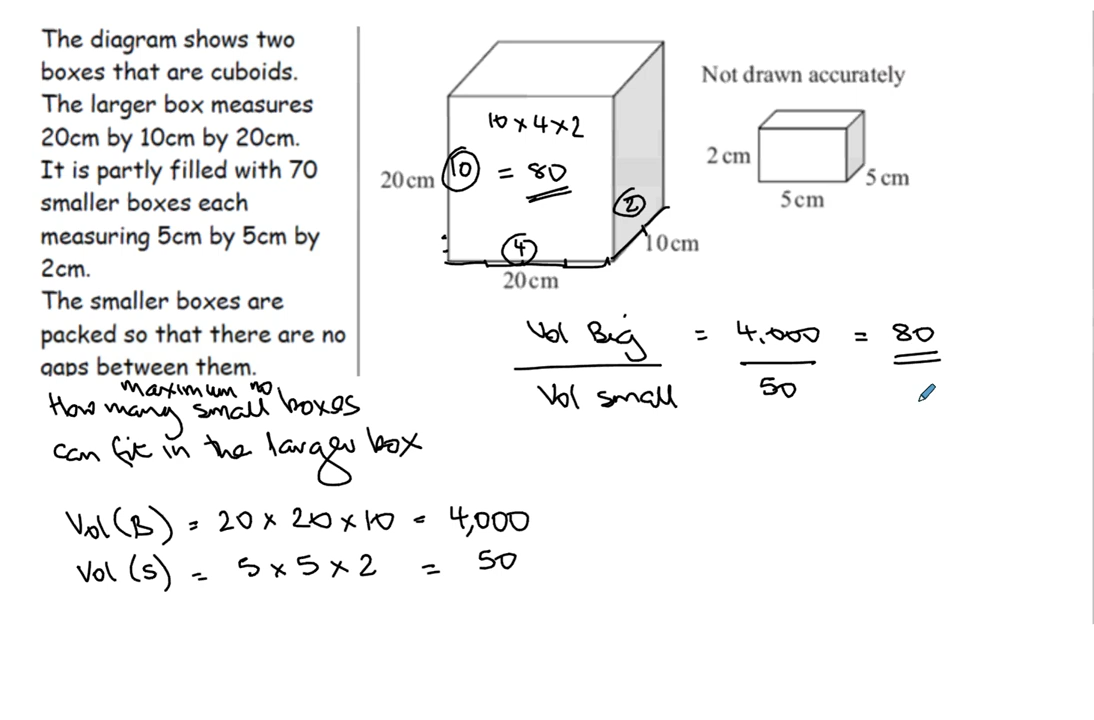 The diagram shows two
boxes that are cuboids.
The larger box measures
20cm by 10cm by 20cm.
It is partly filled with 70
smaller boxes each
measuring 5cm by 5cm by
2cm.
The smaller boxes are
packed so that there are no
gaps between them.
maximum no
How many small boxes
can fit in the larger box
Vol(B) = 20 × 20 × 10 = 4,000
Vol (S) = 5 × 5 × 2 = 50
10 × 4 × 2
20 cm 10 = 80
2
4
10cm
20cm
Not drawn accurately
2 cm
5 cm
5cm
Vol Big = 4,000 = 80
Vol small 50